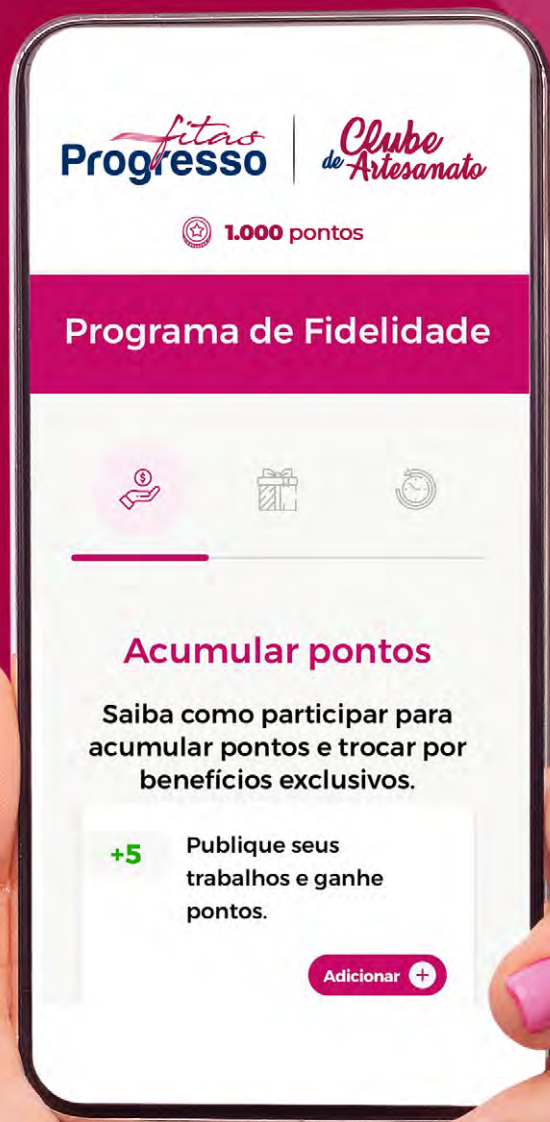 fitas
Progresso
Clube
de Artesanato
1.000 pontos
Programa de Fidelidade
Acumular pontos
Saiba como participar para
acumular pontos e trocar por
benefícios exclusivos.
+5
Publique seus
trabalhos e ganhe
pontos.
Adicionar +